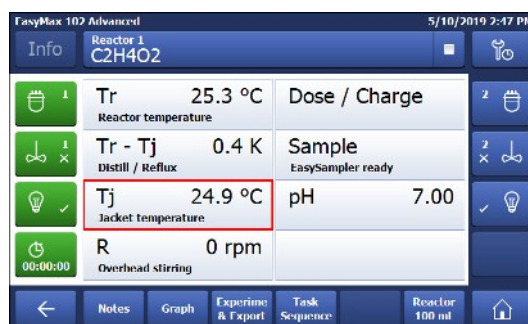 EasyMax 102 Advanced
5/10/2019 2:47 PM
Info
Reactor 1
C2H4O2
1
Tr 25.3 °C
Reactor temperature
Dose / Charge
2
1
Tr - Tj 0.4 K
Distill / Reflux
Sample
EasySampler ready
2
Tj 24.9 °C
Jacket temperature
pH 7.00
00:00:00
R 0 rpm
Overhead stirring
Notes
Graph
Experime
& Export
Task
Sequence
Reactor
100 ml